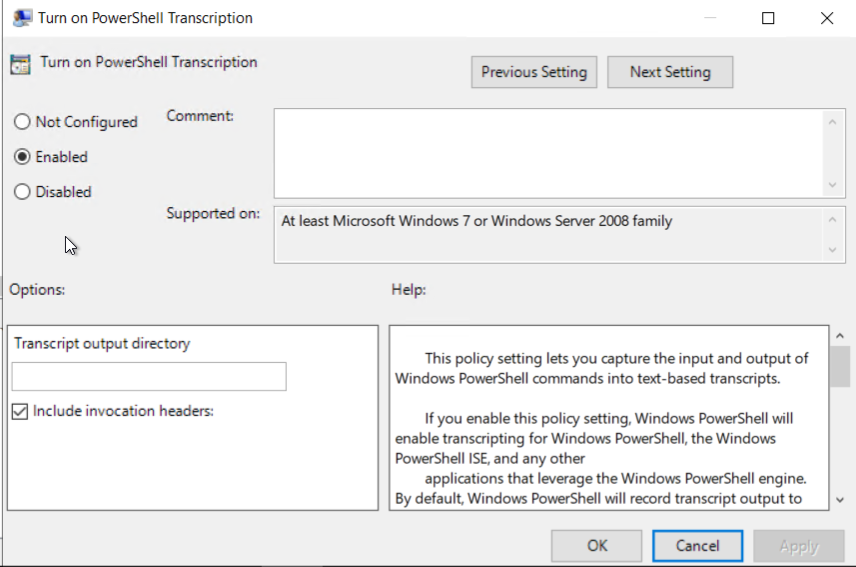 Turn on PowerShell Transcription
Turn on PowerShell Transcription
Previous Setting
Next Setting
Not Configured
Comment:
Enabled
Disabled
Supported on:
At least Microsoft Windows 7 or Windows Server 2008 family
Options:
Help:
Transcript output directory
Include invocation headers:
This policy setting lets you capture the input and output of
Windows PowerShell commands into text-based transcripts.
If you enable this policy setting, Windows PowerShell will
enable transcripting for Windows PowerShell, the Windows
PowerShell ISE, and any other
applications that leverage the Windows PowerShell engine.
By default, Windows PowerShell will record transcript output to
OK
Cancel
Apply